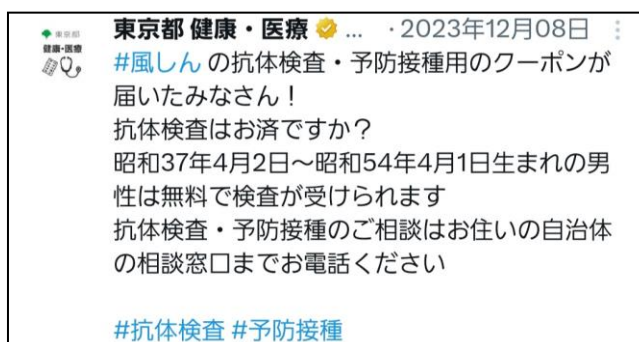 東京都
健康・医療
東京都 健康・医療 ... ・2023年12月08日
#風しん の抗体検査・予防接種用のクーポンが
届いたみなさん！
抗体検査はお済ですか？
昭和37年4月2日～昭和54年4月1日生まれの男
性は無料で検査が受けられます
抗体検査・予防接種のご相談はお住いの自治体
の相談窓口までお電話ください
#抗体検査 #予防接種